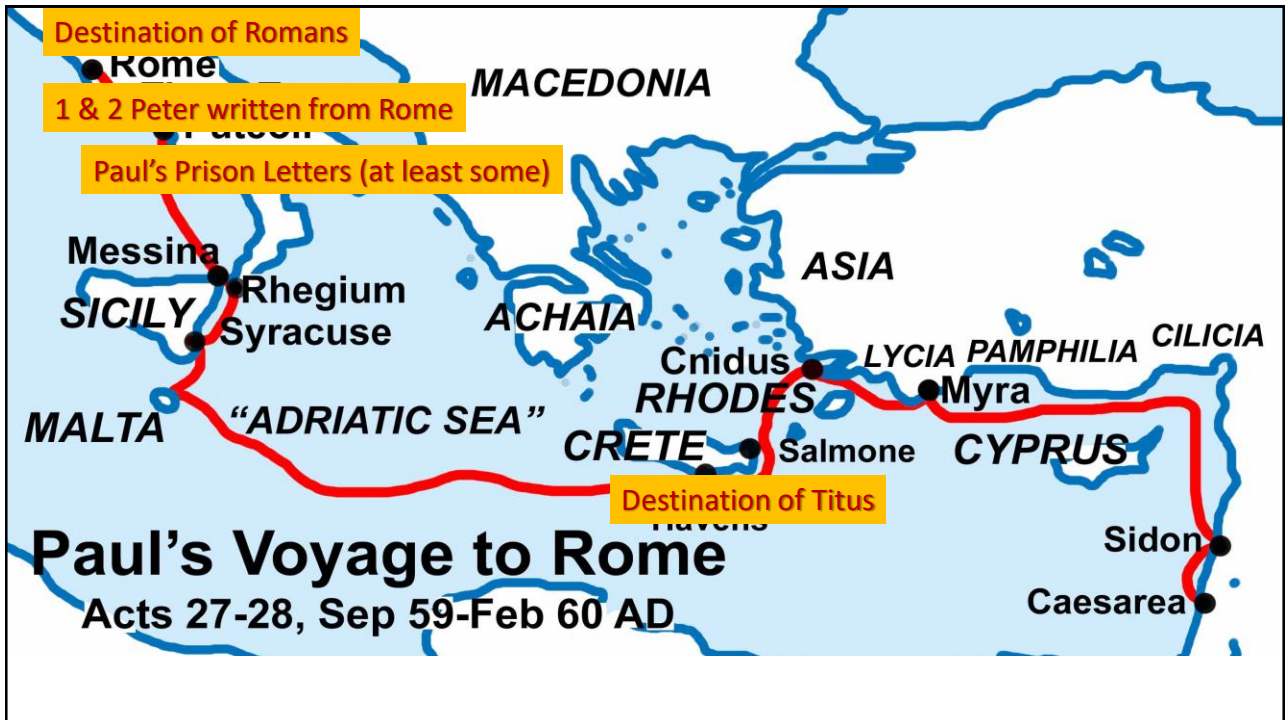 Destination of Romans
Rome
MACEDONIA
1 & 2 Peter written from Rome
Paul’s Prison Letters (at least some)
Messina
ASIA
Rhegium
SICILY
ACHAIA
Syracuse
CILICIA
LYCIA PAMPHILIA
Cnidus
RHODES
Myra
MALTA
“ADRIATIC SEA”
CRETE
Salmone
CYPRUS
Destination of Titus
Havens
Paul’s Voyage to Rome
Sidon
Acts 27-28, Sep 59-Feb 60 AD
Caesarea